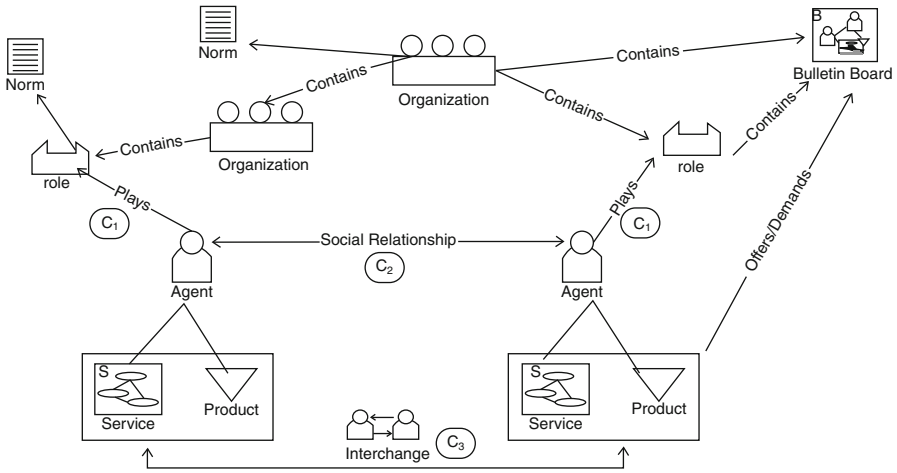 B
Norm
Norm
Contains
Bulletin Board
Contains
Organization
Contains
Contains
Contains
Organization
role
role
Plays
Plays
C₁
C₁
Offers/Demands
Social Relationship
C₂
Agent
Agent
S
S
Service
Product
Service
Product
C₃
Interchange